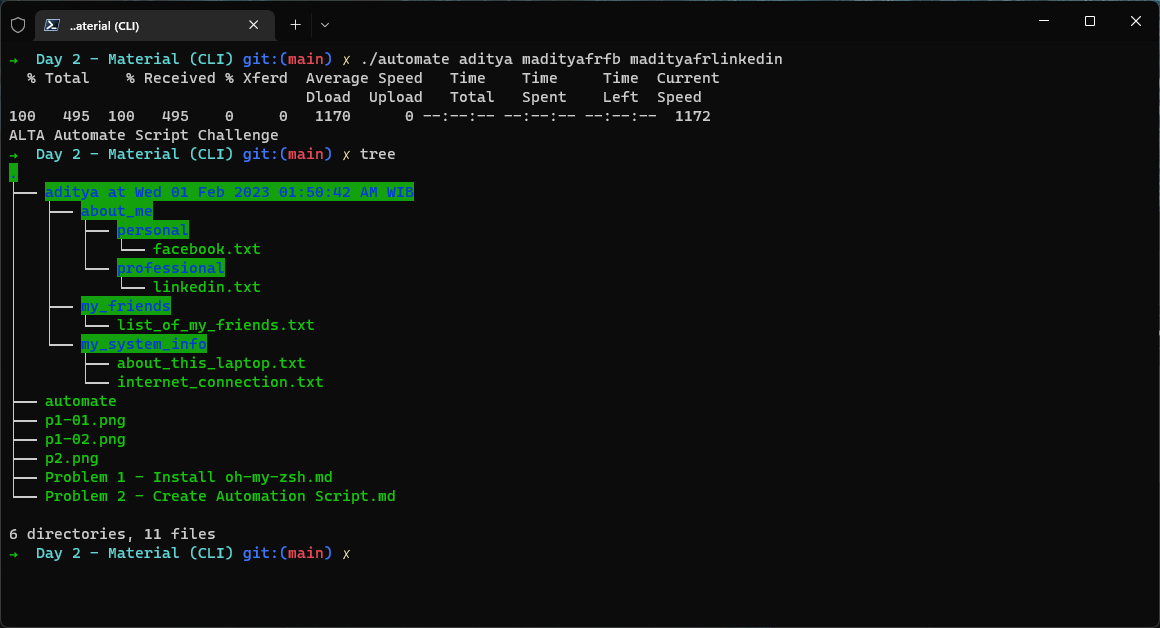 ..aterial (CLI)
→ Day 2 - Material (CLI) git:(main) ✗ ./automate aditya madityafrfb madityafrlinkedin
  % Total    % Received % Xferd  Average Speed   Time    Time     Time  Current
                                 Dload  Upload   Total   Spent    Left  Speed
100   495  100   495    0     0   1170      0 --:--:-- --:--:-- --:--:--  1172
ALTA Automate Script Challenge
→ Day 2 - Material (CLI) git:(main) ✗ tree
.
├── aditya at Wed 01 Feb 2023 01:50:42 AM WIB
│   ├── about_me
│   │   ├── personal
│   │   │   └── facebook.txt
│   │   └── professional
│   │       └── linkedin.txt
│   ├── my_friends
│   │   └── list_of_my_friends.txt
│   └── my_system_info
│       ├── about_this_laptop.txt
│       └── internet_connection.txt
├── automate
├── p1-01.png
├── p1-02.png
├── p2.png
├── Problem 1 - Install oh-my-zsh.md
└── Problem 2 - Create Automation Script.md
6 directories, 11 files
→ Day 2 - Material (CLI) git:(main) ✗